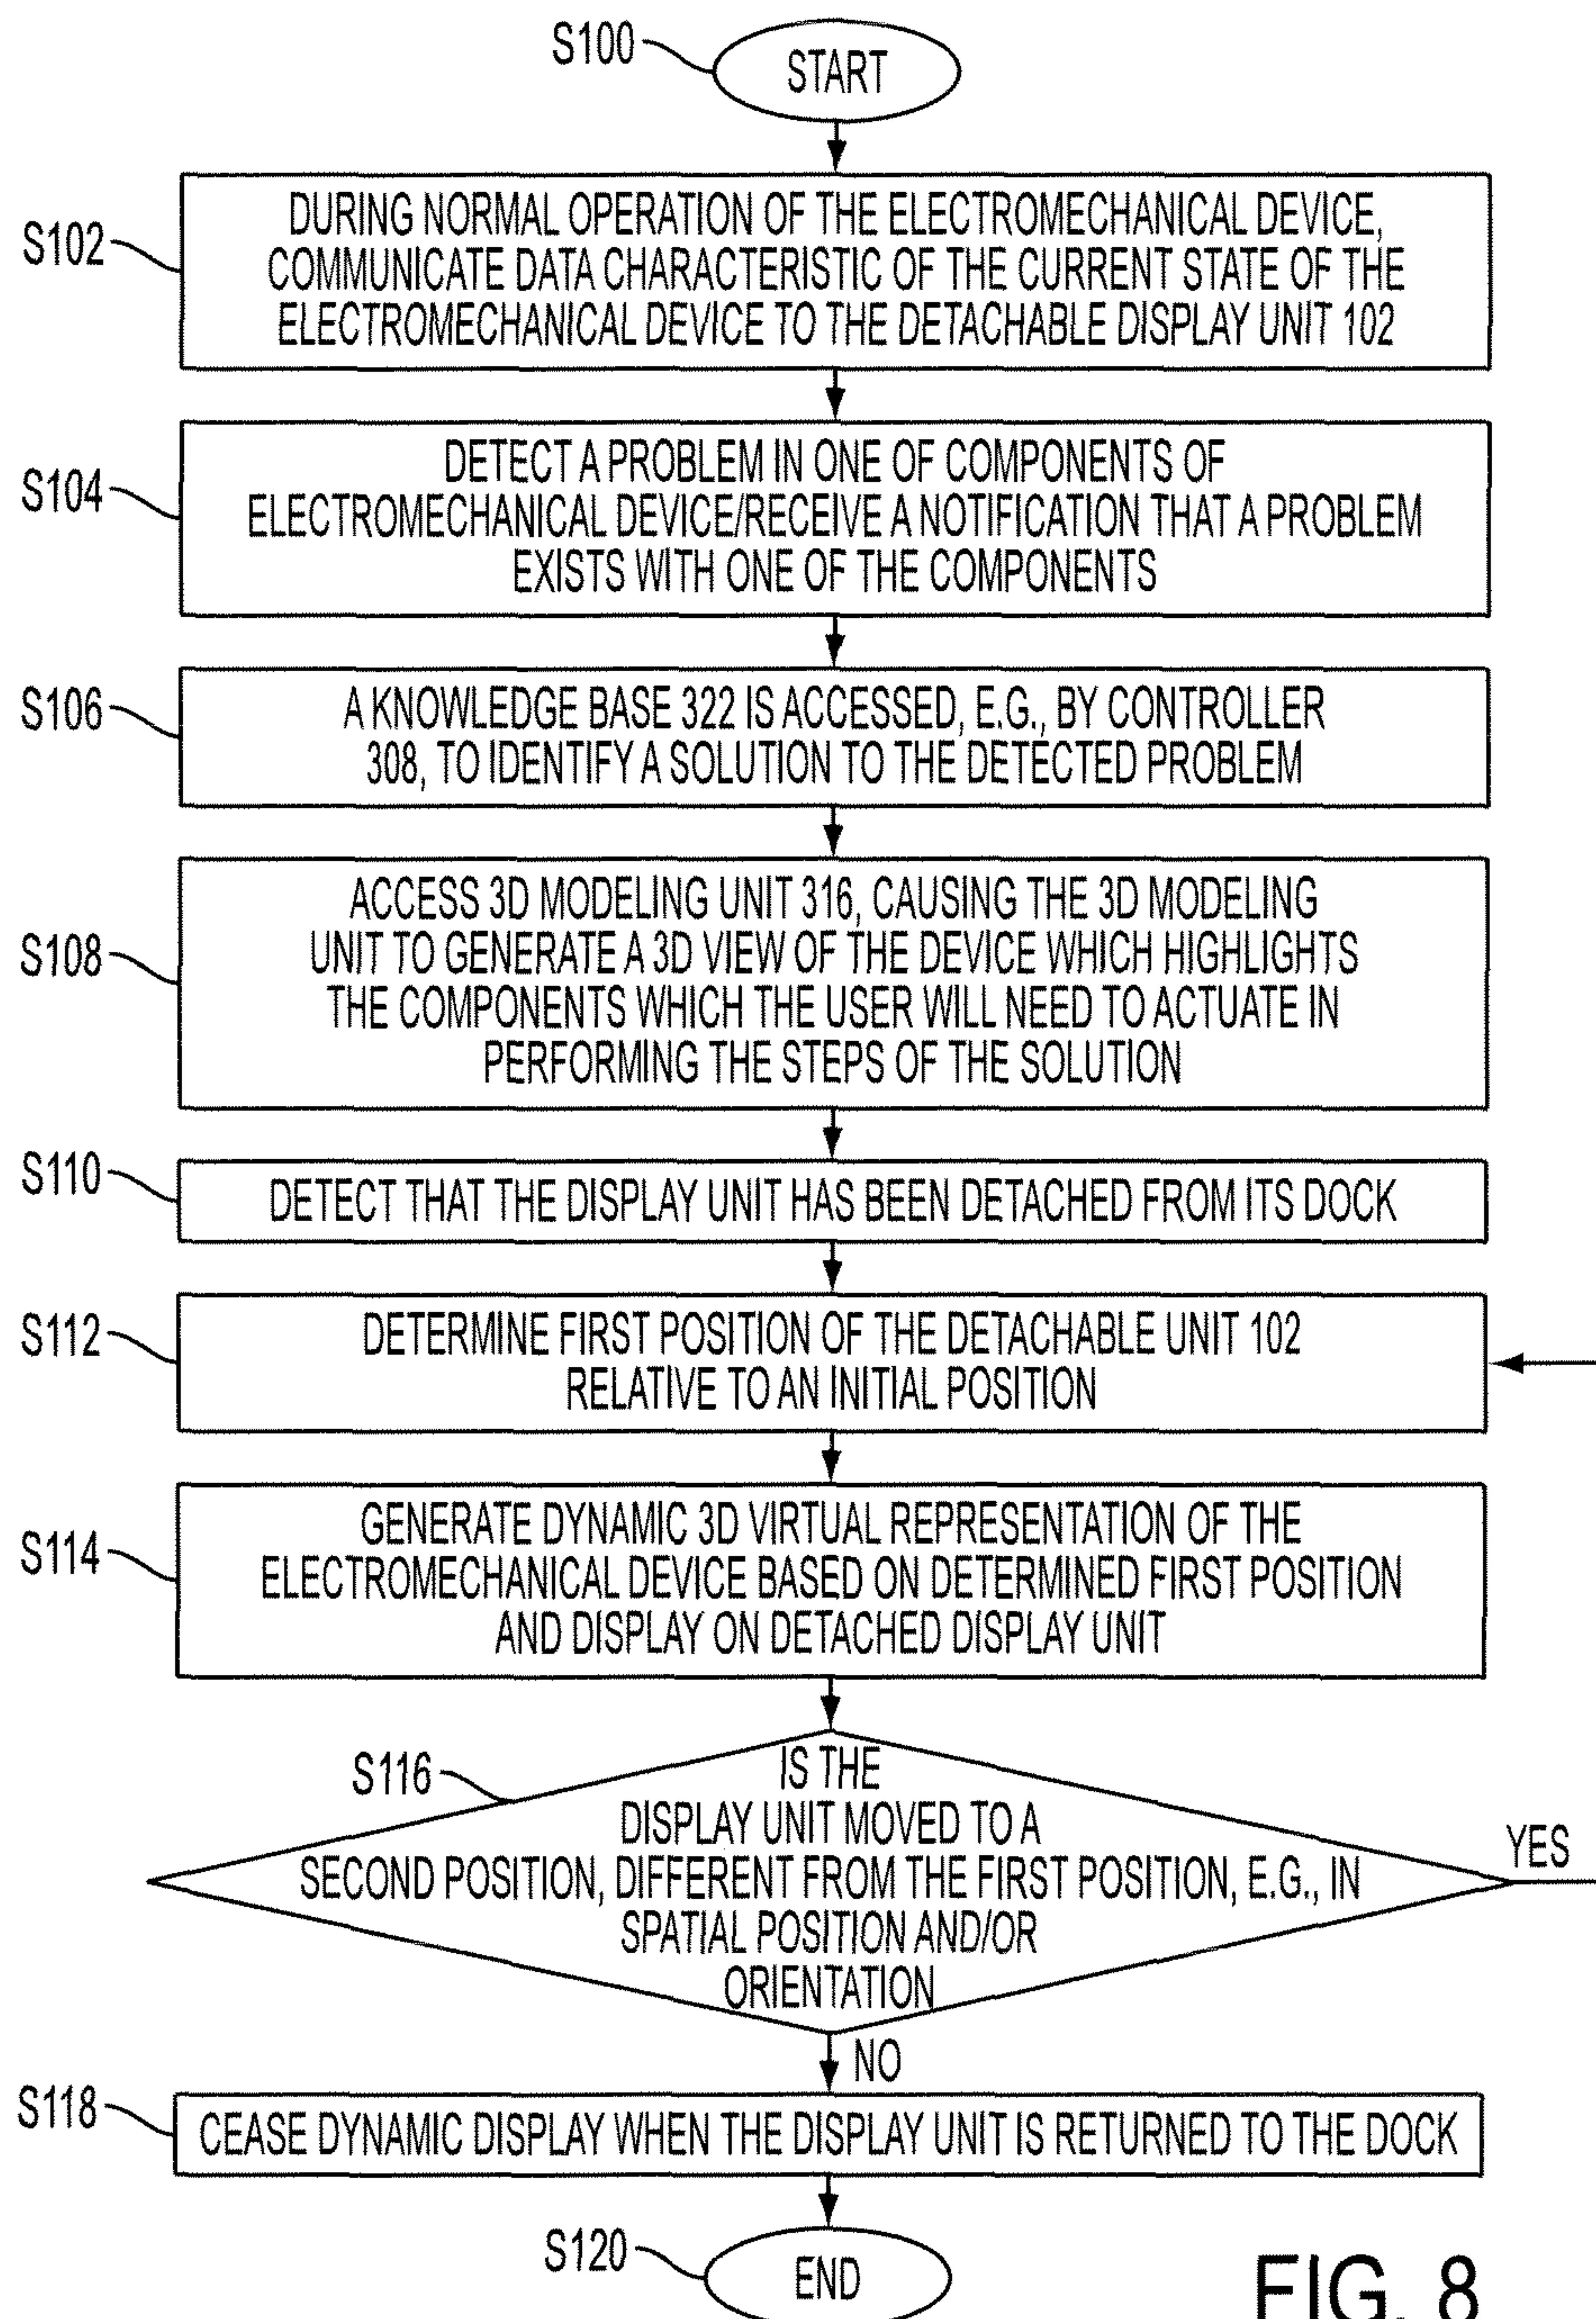 S100
START
S102
DURING NORMAL OPERATION OF THE ELECTROMECHANICAL DEVICE,
COMMUNICATE DATA CHARACTERISTIC OF THE CURRENT STATE OF THE
ELECTROMECHANICAL DEVICE TO THE DETACHABLE DISPLAY UNIT 102
S104
DETECT A PROBLEM IN ONE OF COMPONENTS OF
ELECTROMECHANICAL DEVICE/RECEIVE A NOTIFICATION THAT A PROBLEM
EXISTS WITH ONE OF THE COMPONENTS
S106
A KNOWLEDGE BASE 322 IS ACCESSED, E.G., BY CONTROLLER
308, TO IDENTIFY A SOLUTION TO THE DETECTED PROBLEM
S108
ACCESS 3D MODELING UNIT 316, CAUSING THE 3D MODELING
UNIT TO GENERATE A 3D VIEW OF THE DEVICE WHICH HIGHLIGHTS
THE COMPONENTS WHICH THE USER WILL NEED TO ACTUATE IN
PERFORMING THE STEPS OF THE SOLUTION
S110
DETECT THAT THE DISPLAY UNIT HAS BEEN DETACHED FROM ITS DOCK
S112
DETERMINE FIRST POSITION OF THE DETACHABLE UNIT 102
RELATIVE TO AN INITIAL POSITION
S114
GENERATE DYNAMIC 3D VIRTUAL REPRESENTATION OF THE
ELECTROMECHANICAL DEVICE BASED ON DETERMINED FIRST POSITION
AND DISPLAY ON DETACHED DISPLAY UNIT
S116
IS THE
DISPLAY UNIT MOVED TO A
SECOND POSITION, DIFFERENT FROM THE FIRST POSITION, E.G., IN
SPATIAL POSITION AND/OR
ORIENTATION
YES
NO
S118
CEASE DYNAMIC DISPLAY WHEN THE DISPLAY UNIT IS RETURNED TO THE DOCK
S120
END
FIG. 8